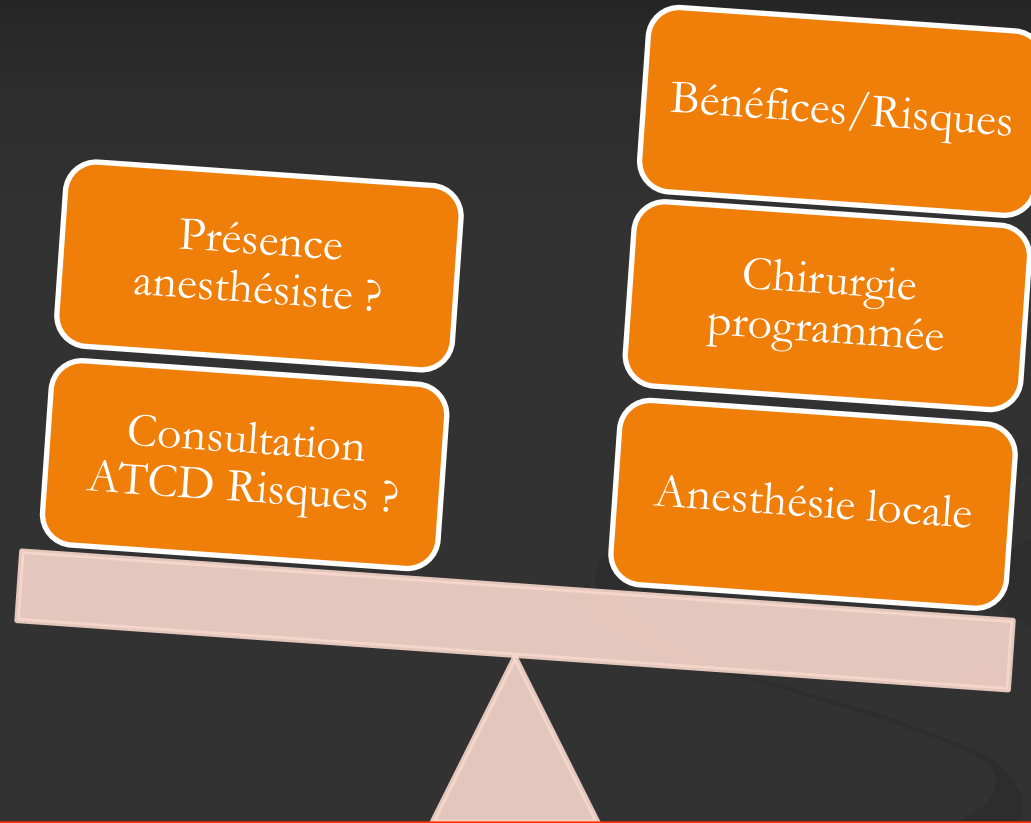 Présence
anesthésiste ?
Consultation
ATCD Risques ?
Bénéfices/Risques
Chirurgie
programmée
Anesthésie locale